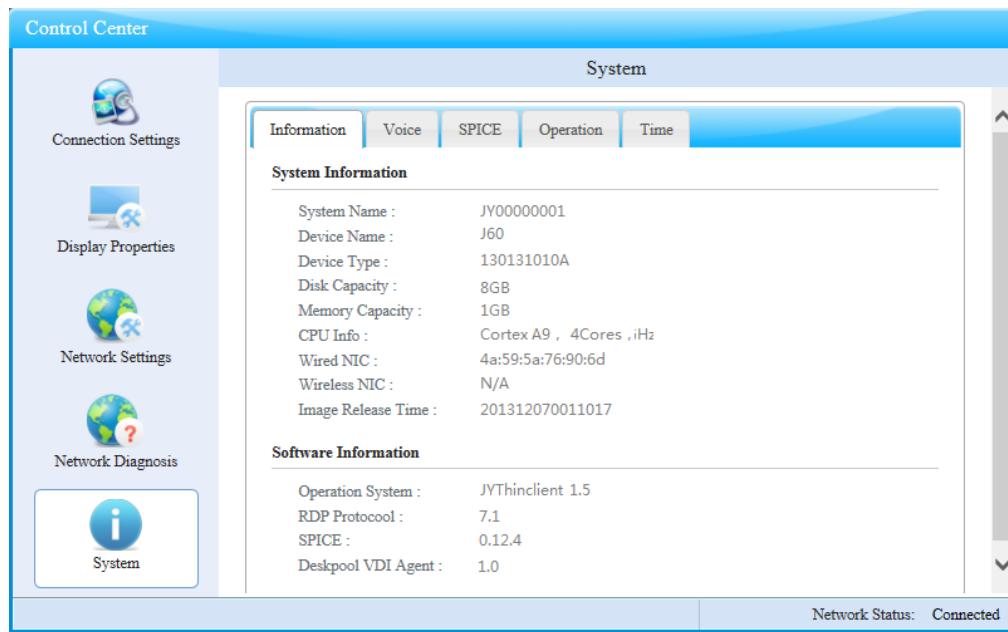 Control Center
System
Connection Settings
Display Properties
Network Settings
Network Diagnosis
System
Information Voice SPICE Operation Time
System Information
System Name : JY00000001
Device Name : J60
Device Type : 130131010A
Disk Capacity : 8GB
Memory Capacity : 1GB
CPU Info : Cortex A9 , 4Cores ,iHz
Wired NIC : 4a:59:5a:76:90:6d
Wireless NIC : N/A
Image Release Time : 201312070011017
Software Information
Operation System : JYThinclient 1.5
RDP Protocool : 7.1
SPICE : 0.12.4
Deskpool VDI Agent : 1.0
Network Status: Connected